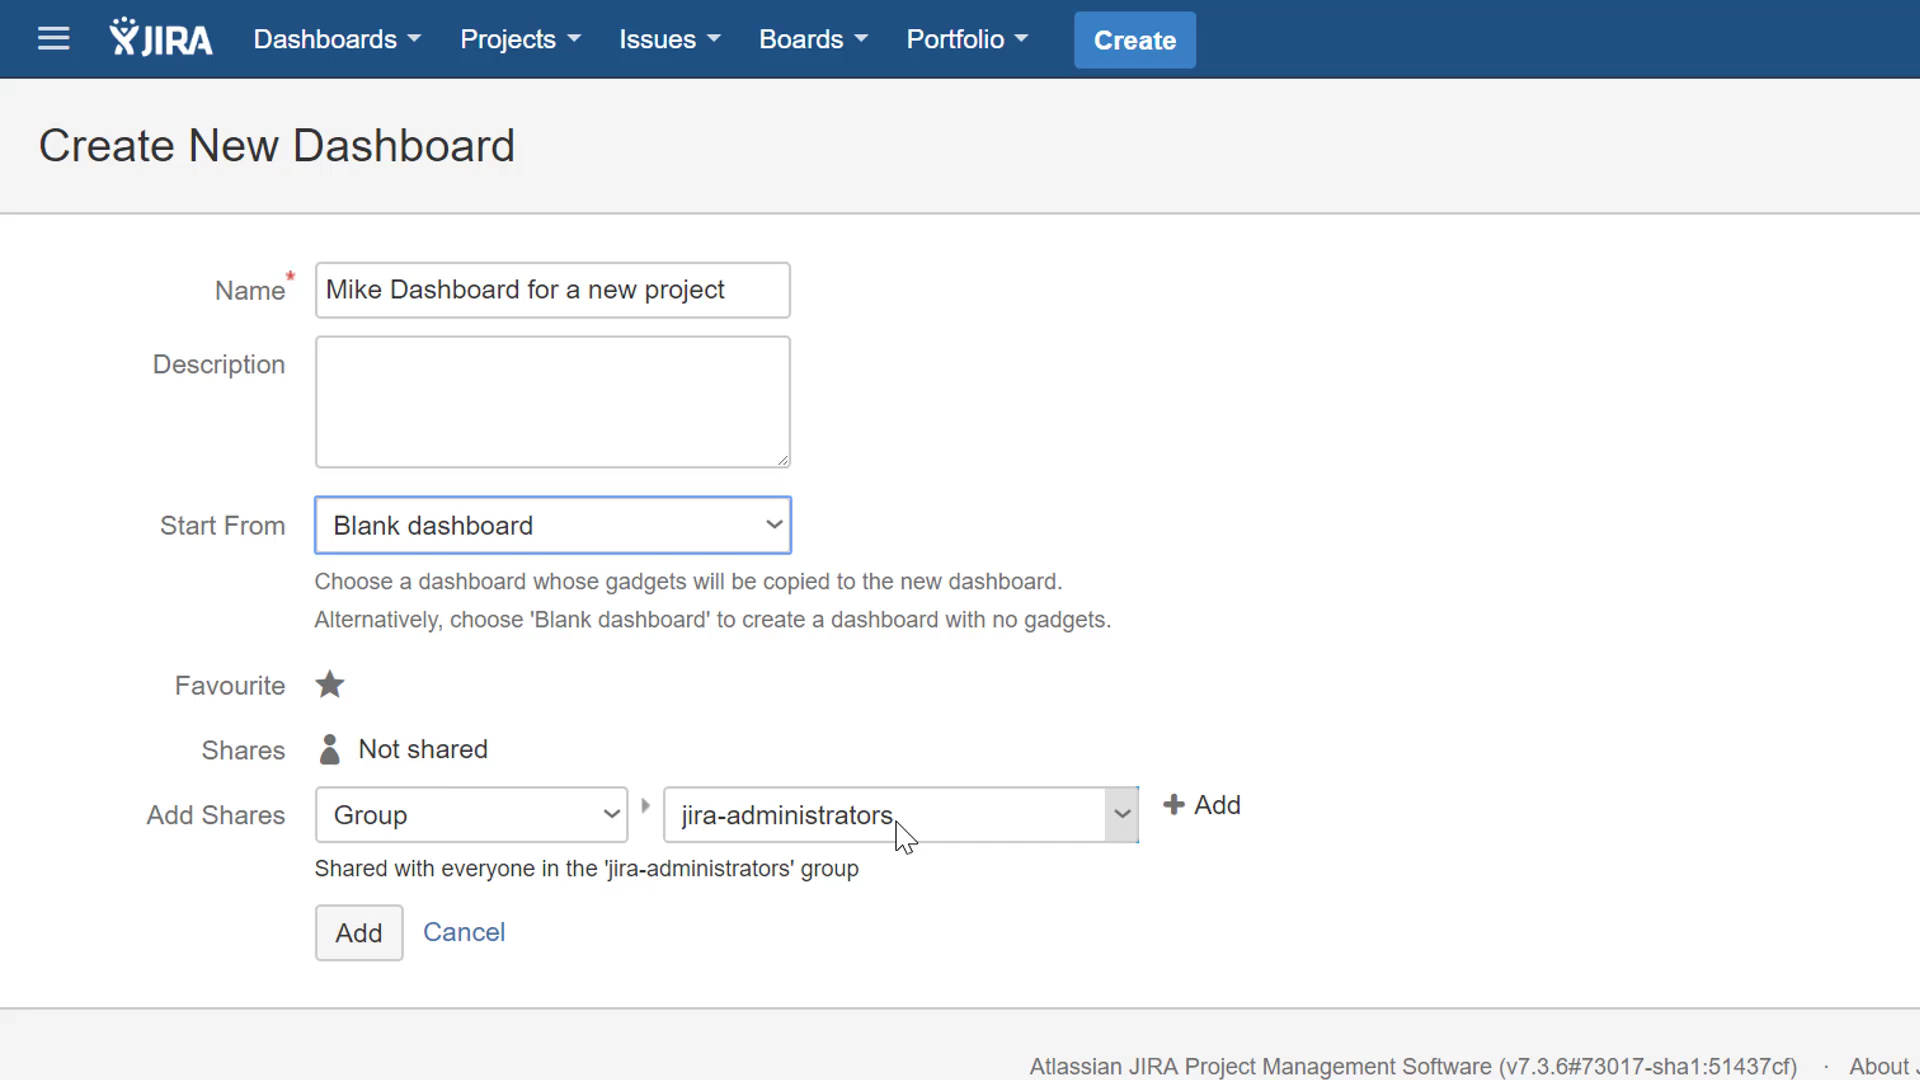 JIRA Dashboards Projects Issues Boards Portfolio Create
Create New Dashboard
Name* Mike Dashboard for a new project
Description
Start From Blank dashboard
Choose a dashboard whose gadgets will be copied to the new dashboard.
Alternatively, choose 'Blank dashboard' to create a dashboard with no gadgets.
Favourite
Shares Not shared
Add Shares Group jira-administrators Add
Shared with everyone in the 'jira-administrators' group
Add Cancel
Atlassian JIRA Project Management Software (v7.3.6#73017-sha1:51437cf) · About